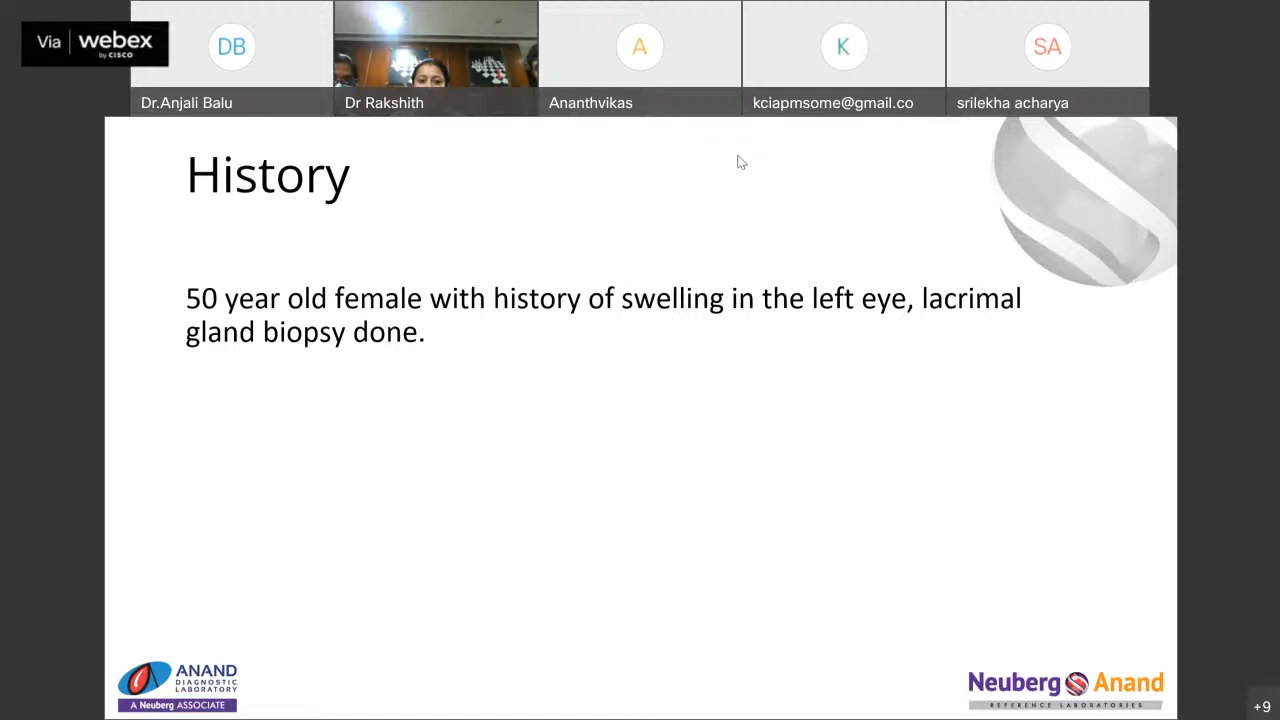 Via webex
by CISCO
DB
A
K
SA
Dr.Anjali Balu
Dr Rakshith
Ananthvikas
kciapmsome@gmail.co
srilekha acharya
History
50 year old female with history of swelling in the left eye, lacrimal
gland biopsy done.
ANAND
DIAGNOSTIC
LABORATORY
A Neuberg ASSOCIATE
Neuberg Anand
REFERENCE LABORATORIES
+9